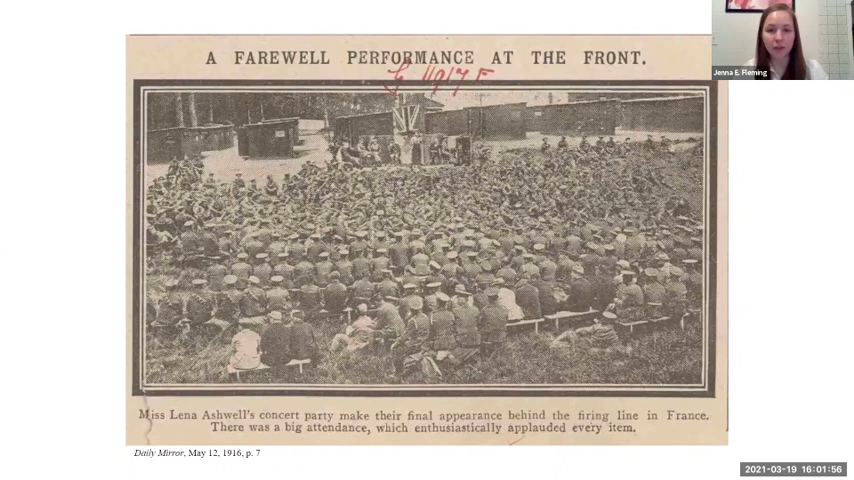 A FAREWELL PERFORMANCE AT THE FRONT.
Jenna E. Fleming
Miss Lena Ashwell's concert party make their final appearance behind the firing line in France.
There was a big attendance, which enthusiastically applauded every item.
Daily Mirror, May 12, 1916, p. 7
2021-03-19 16:01:56